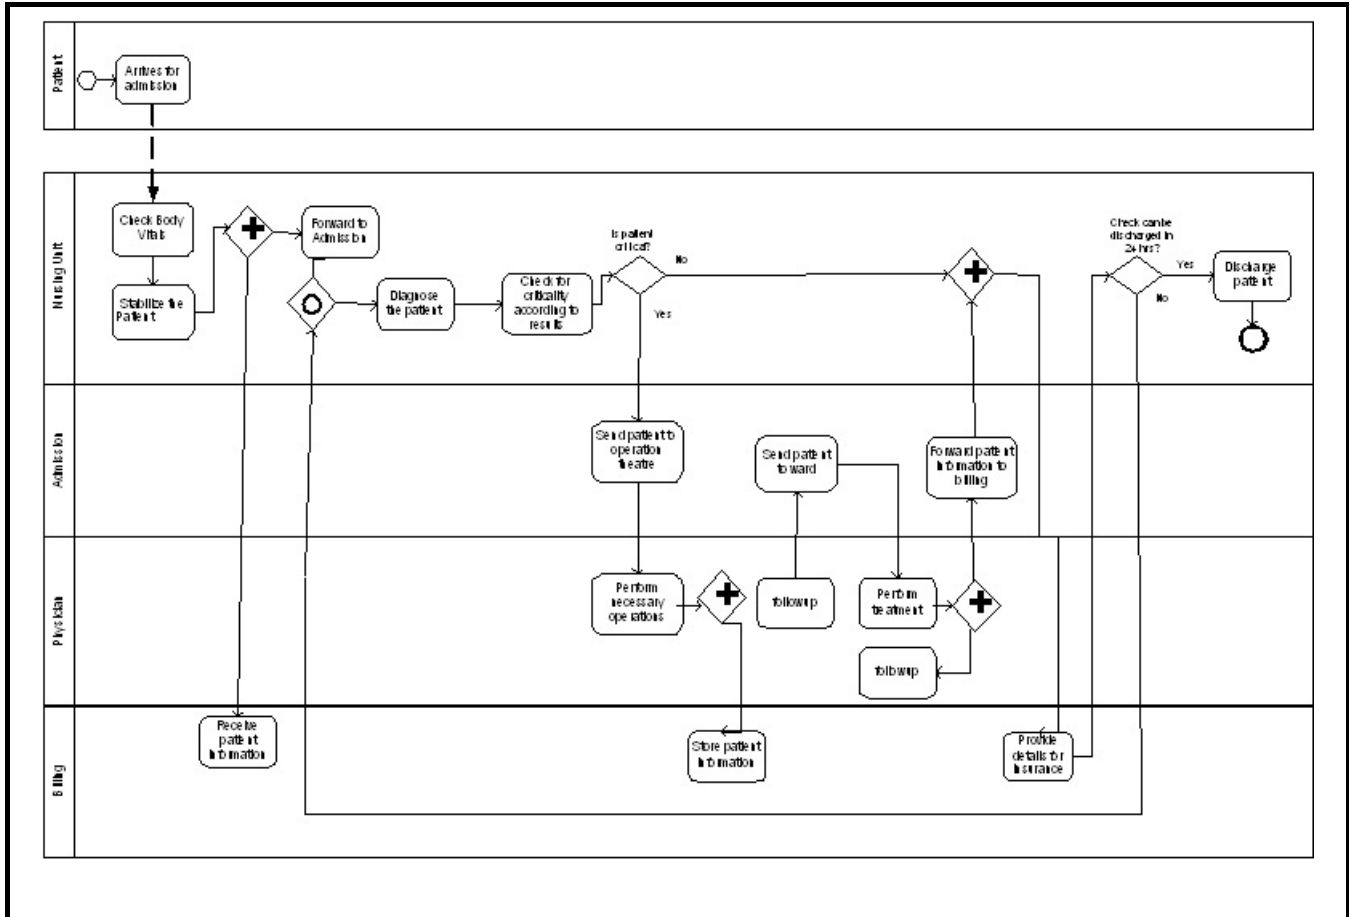 Patient
Arrives for
admission
Nursing Unit
Check Body
Vitals
Stabilize the
Patient
Forward to
Admission
Diagnose
the patient
Check for
criticality
according to
results
Is patient
critical?
No
Yes
Check can be
discharged in
24 hrs?
Yes
No
Discharge
patient
Admission
Send patient to
operation
theatre
Send patient
to ward
Forward patient
information to
billing
Physician
Perform
necessary
operations
followup
Perform
treatment
followup
Billing
Receive
patient
information
Store patient
information
Provide
details for
insurance